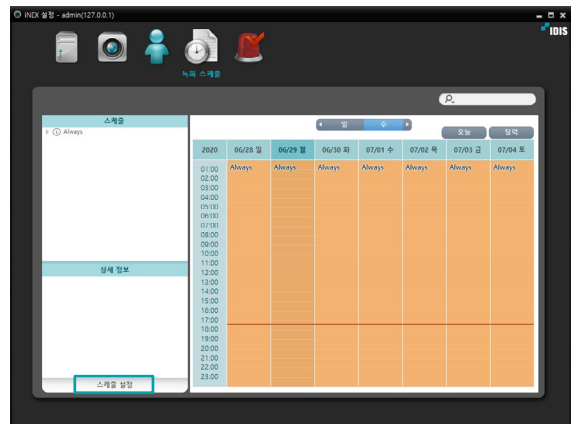 iNEX 설정 - admin(127.0.0.1)
IDIS
녹화 스케줄
스케줄
Always
일 주
오늘 달력
2020 06/28 일 06/29 월 06/30 화 07/01 수 07/02 목 07/03 금 07/04 토
Always Always Always Always Always Always Always
01:00
02:00
03:00
04:00
05:00
06:00
07:00
08:00
09:00
10:00
11:00
12:00
13:00
14:00
15:00
16:00
17:00
18:00
19:00
20:00
21:00
22:00
23:00
상세 정보
스케줄 설정